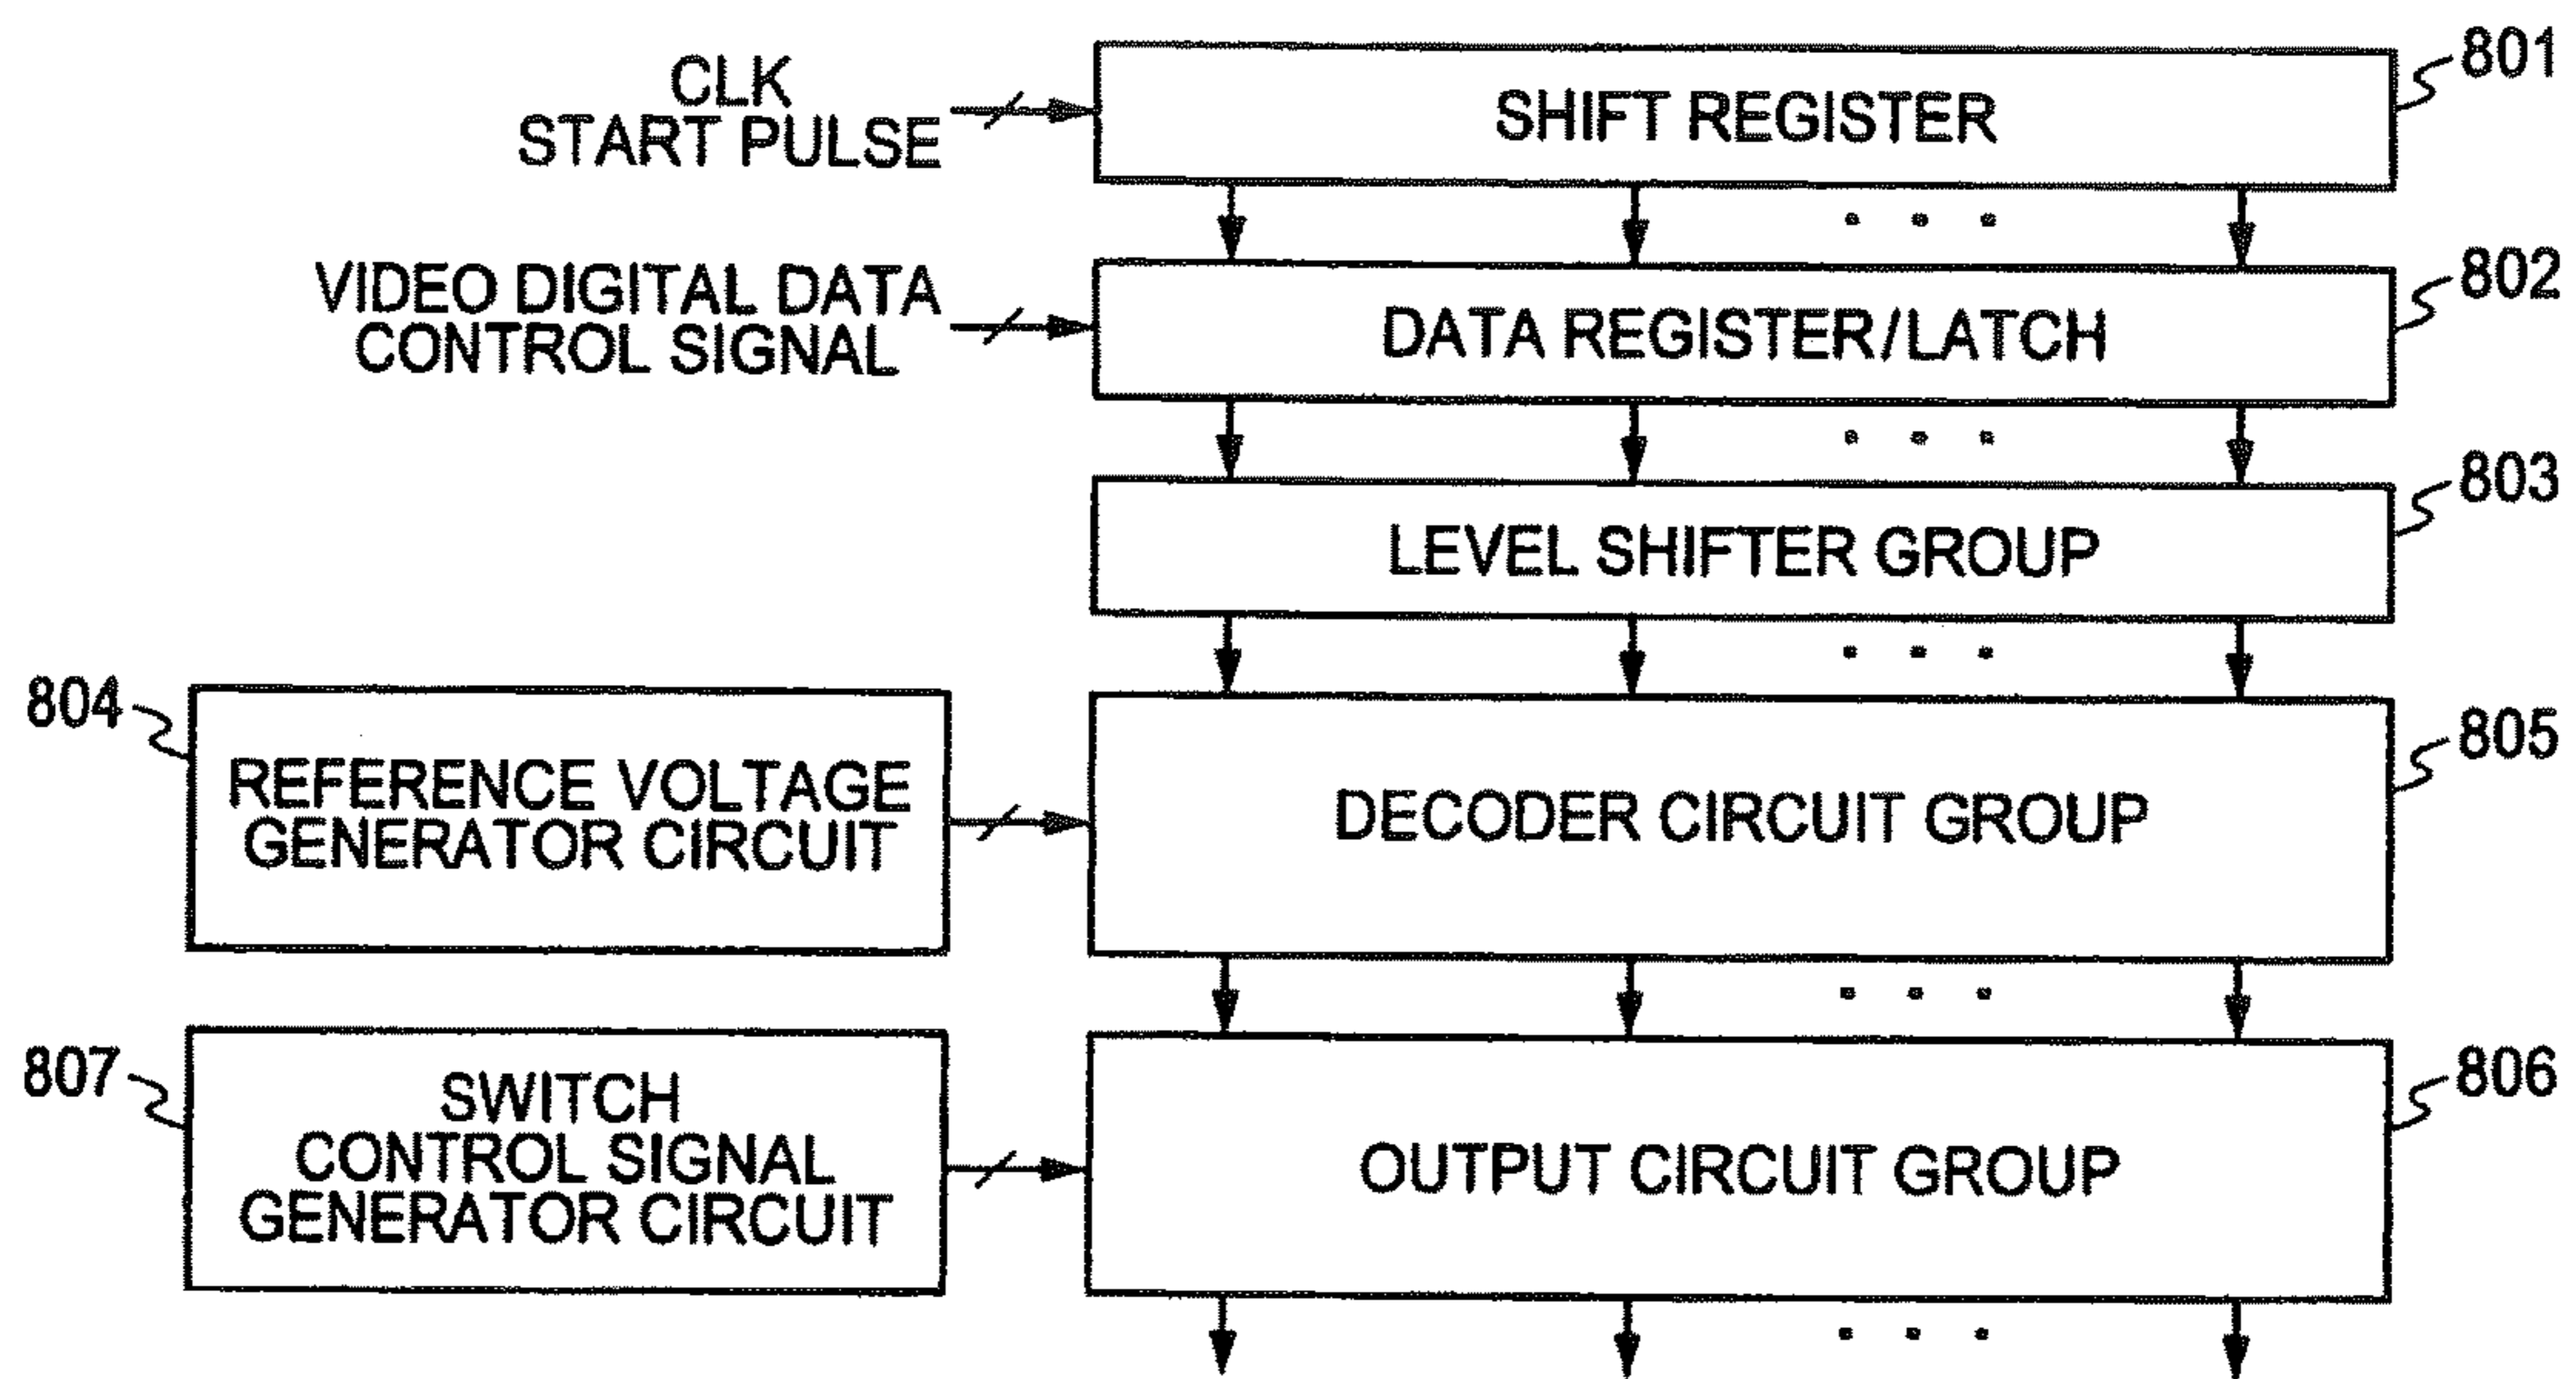 CLK
START PULSE
SHIFT REGISTER
801
VIDEO DIGITAL DATA
CONTROL SIGNAL
DATA REGISTER/LATCH
802
LEVEL SHIFTER GROUP
803
804
REFERENCE VOLTAGE
GENERATOR CIRCUIT
DECODER CIRCUIT GROUP
805
807
SWITCH
CONTROL SIGNAL
GENERATOR CIRCUIT
OUTPUT CIRCUIT GROUP
806